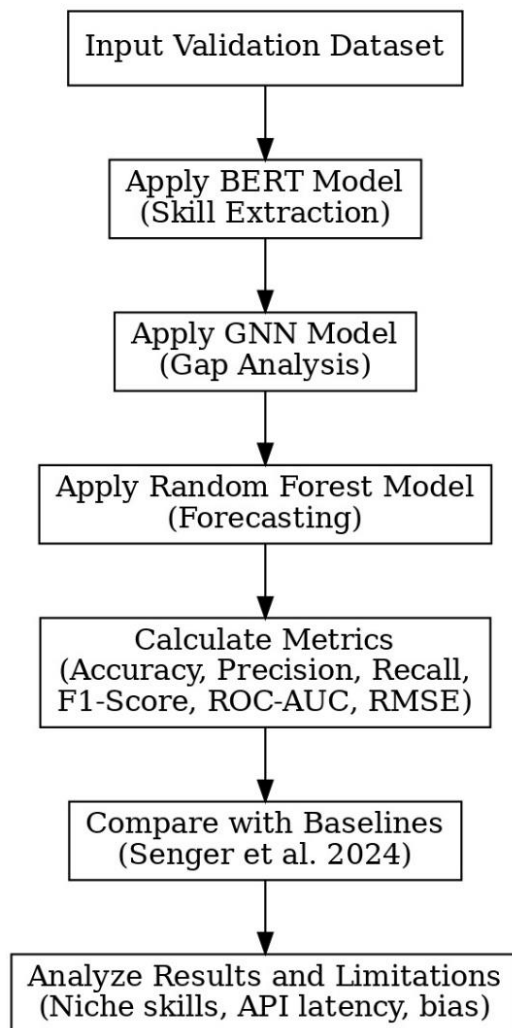 Input Validation Dataset
Apply BERT Model
(Skill Extraction)
Apply GNN Model
(Gap Analysis)
Apply Random Forest Model
(Forecasting)
Calculate Metrics
(Accuracy, Precision, Recall,
F1-Score, ROC-AUC, RMSE)
Compare with Baselines
(Senger et al. 2024)
Analyze Results and Limitations
(Niche skills, API latency, bias)